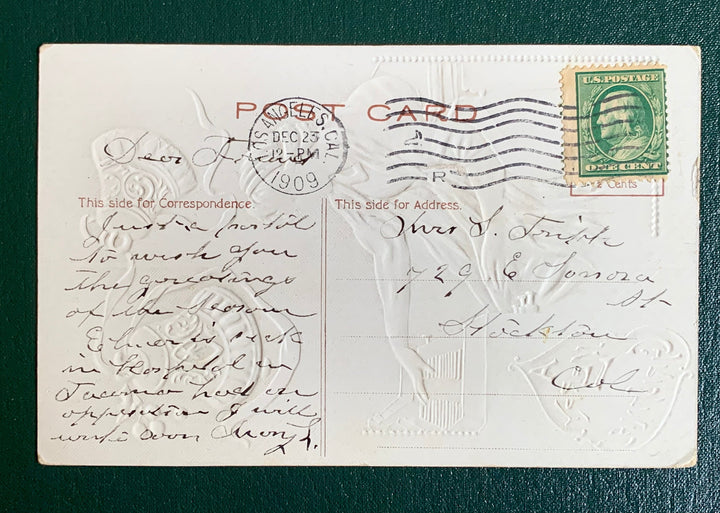 POST CARD
LOS ANGELES, CAL.
DEC 23
12-PM
1909
R
U.S. POSTAGE
ONE CENT
Cents
This side for Correspondence.
This side for Address.
Dear Friend
Just a postal
to wish you
the greetings
of the Season
Elmer is sick
in Hospital in
Tacoma had an
opperation I will
write soon
Mrs S. Tripp
729. E Sonora
St
Stockton
Cal